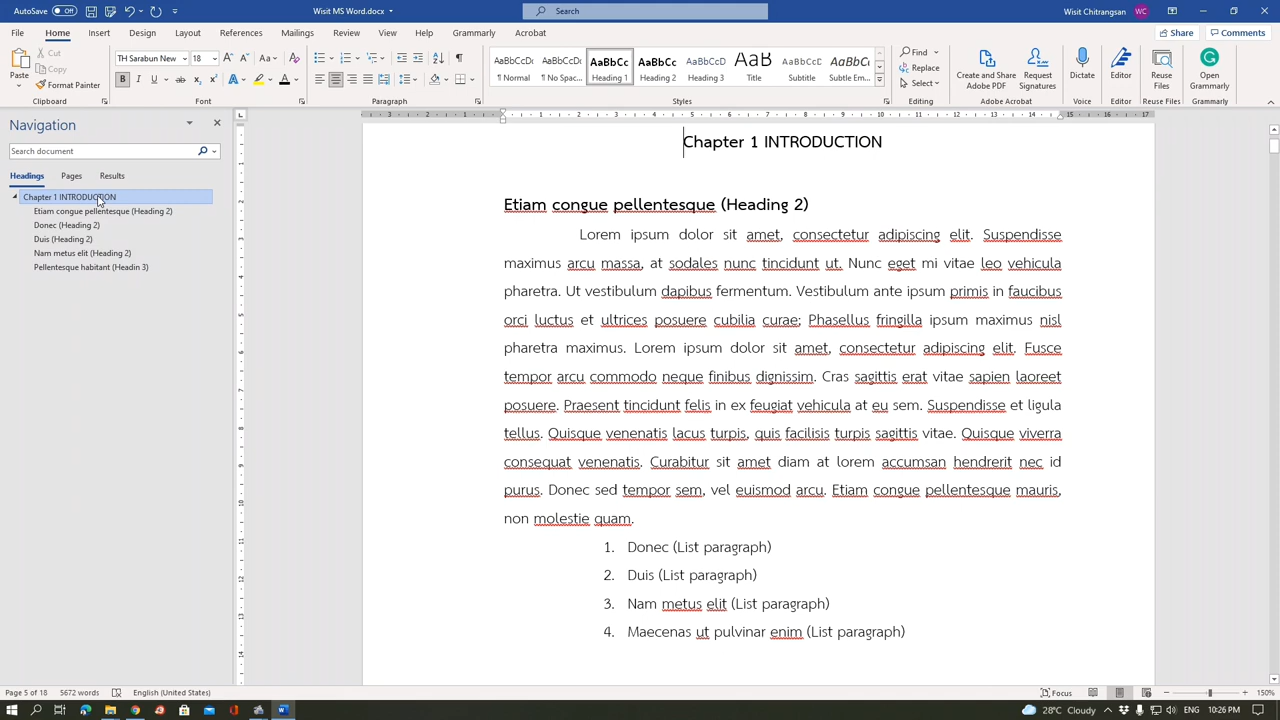 AutoSave Off
Visit MS Word.docx
Search
Wisit Chiangsan
WC
File Home Insert Design Layout References Mailings Review View Help Grammarly Acrobat
Share Comments
Paste
Cut
Copy
Format Painter
Clipboard
TH Sarabun New 18
Font
Paragraph
AaBbCcDc
¶ Normal
AaBbCcDc
¶ No Spac...
AaBbCc
Heading 1
AaBbCc
Heading 2
AaBbCc
Heading 3
AaB
Title
AaBbCcD
Subtitle
AaBbCc
Subtle Em...
Styles
Find
Replace
Select
Editing
Create and Share
Adobe PDF
Request
Signatures
Adobe Acrobat
Dictate
Voice
Editor
Editor
Reuse
Files
Reuse Files
Open
Grammarly
Grammarly
Navigation
Search document
Headings Pages Results
Chapter 1 INTRODUCTION
Etiam congue pellentesque (Heading 2)
Donec (Heading 2)
Duis (Heading 2)
Nam metus elit (Heading 2)
Pellentesque habitant (Headin 3)
Chapter 1 INTRODUCTION
Etiam congue pellentesque (Heading 2)
Lorem ipsum dolor sit amet, consectetur adipiscing elit. Suspendisse
maximus arcu massa, at sodales nunc tincidunt ut. Nunc eget mi vitae leo vehicula
pharetra. Ut vestibulum dapibus fermentum. Vestibulum ante ipsum primis in faucibus
orci luctus et ultrices posuere cubilia curae; Phasellus fringilla ipsum maximus nisl
pharetra maximus. Lorem ipsum dolor sit amet, consectetur adipiscing elit. Fusce
tempor arcu commodo neque finibus dignissim. Cras sagittis erat vitae sapien laoreet
posuere. Praesent tincidunt felis in ex feugiat vehicula at eu sem. Suspendisse et ligula
tellus. Quisque venenatis lacus turpis, quis facilisis turpis sagittis vitae. Quisque viverra
consequat venenatis. Curabitur sit amet diam at lorem accumsan hendrerit nec id
purus. Donec sed tempor sem, vel euismod arcu. Etiam congue pellentesque mauris,
non molestie quam.
1. Donec (List paragraph)
2. Duis (List paragraph)
3. Nam metus elit (List paragraph)
4. Maecenas ut pulvinar enim (List paragraph)
Page 5 of 18 5672 words English (United States)
Focus
150%
28°C Cloudy
ENG 10:26 PM